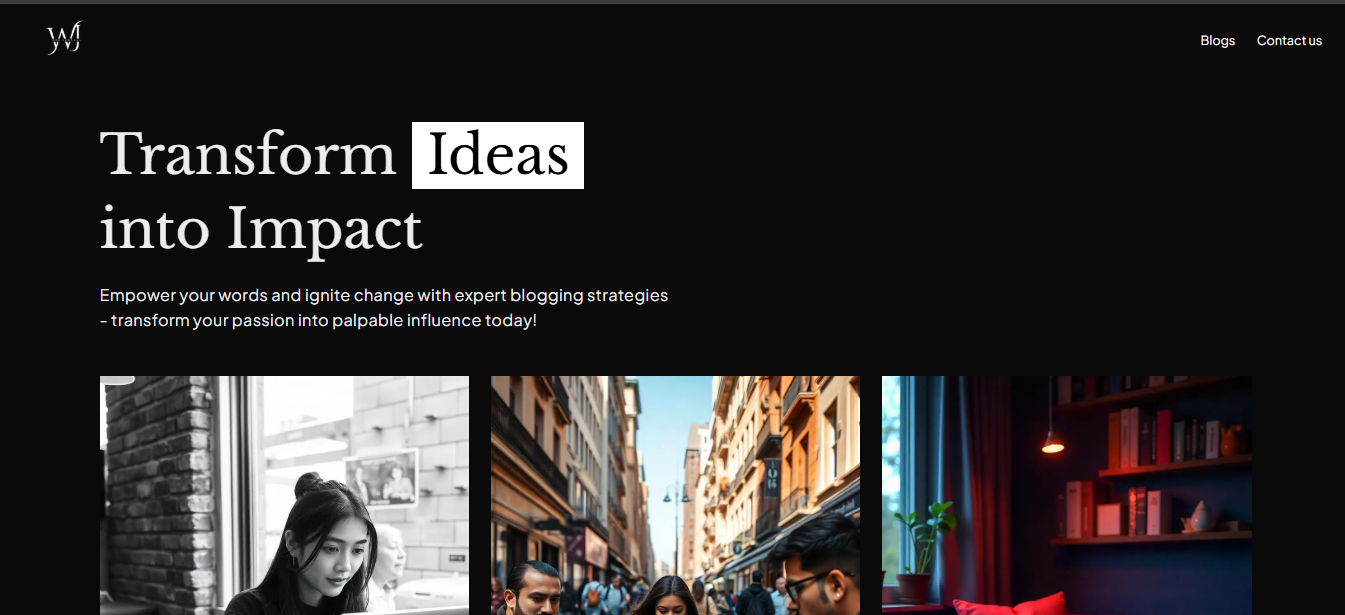 WJ
Blogs Contact us
Transform Ideas
into Impact
Empower your words and ignite change with expert blogging strategies
- transform your passion into palpable influence today!